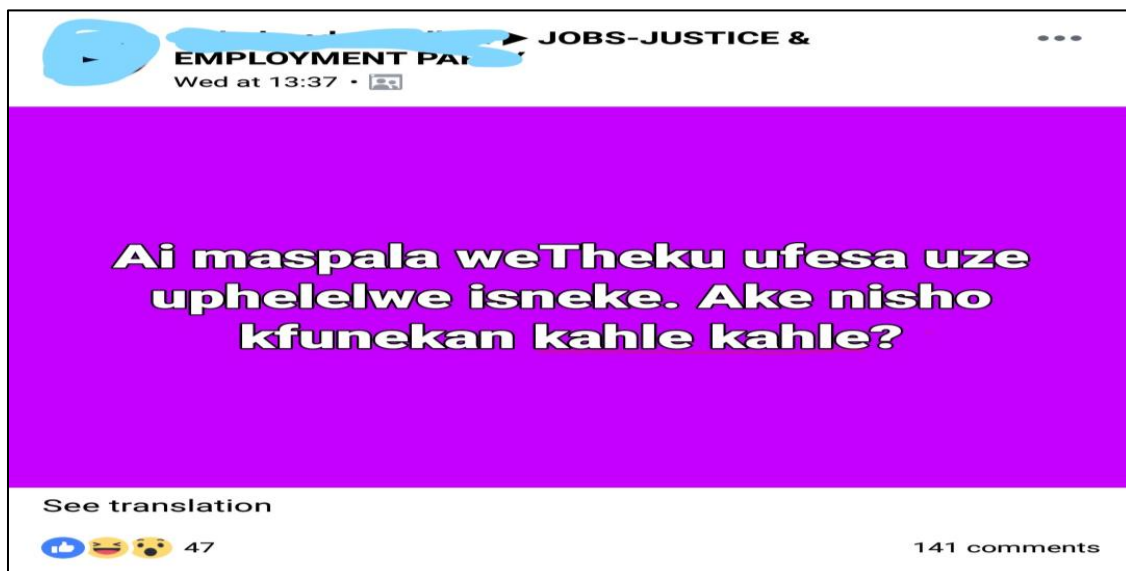 JOBS-JUSTICE &
EMPLOYMENT
Wed at 13:37 •
Ai maspala weTheku ufesa uze
uphelelwe isneke. Ake nisho
kfunekan kahle kahle?
See translation
47
141 comments